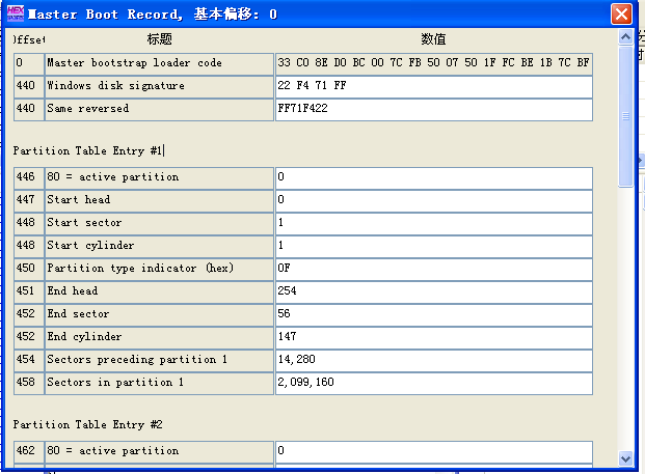 HEX Master Boot Record, 基本偏移: 0
)ffset 标题 数值
0 Master bootstrap loader code 33 C0 8E D0 BC 00 7C FB 50 07 50 1F FC BE 1B 7C BF
440 Windows disk signature 22 F4 71 FF
440 Same reversed FF71F422
Partition Table Entry #1
446 80 = active partition 0
447 Start head 0
448 Start sector 1
448 Start cylinder 1
450 Partition type indicator (hex) 0F
451 End head 254
452 End sector 56
452 End cylinder 147
454 Sectors preceding partition 1 14,280
458 Sectors in partition 1 2,099,160
Partition Table Entry #2
462 80 = active partition 0